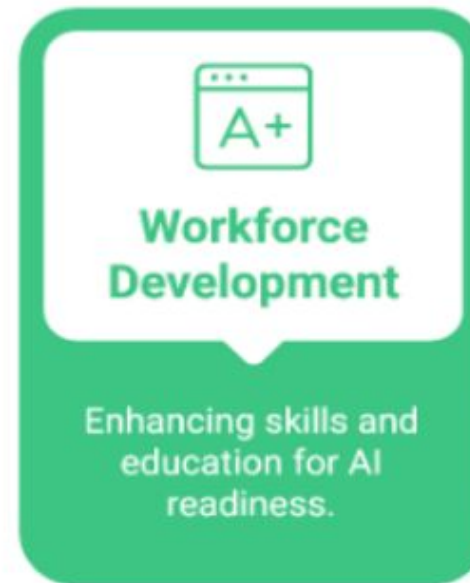 A+
Workforce
Development
Enhancing skills and
education for AI
readiness.